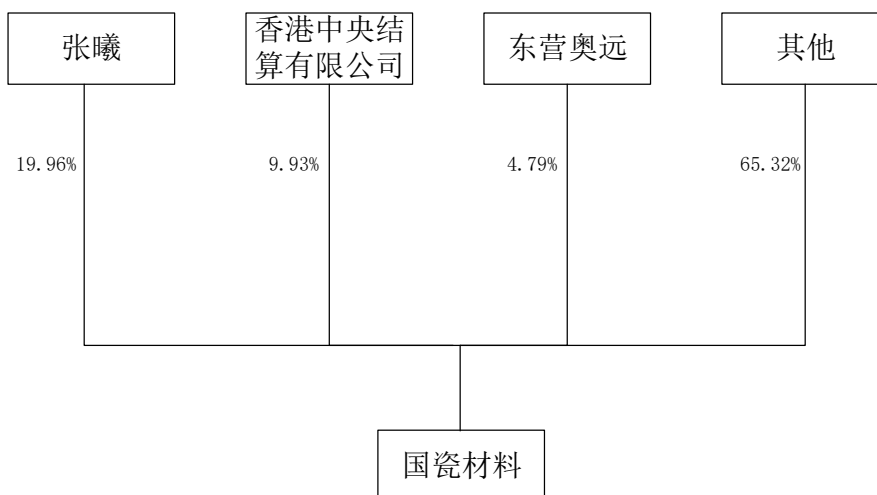 张曦
香港中央结
算有限公司
东营奥远
其他
19.96%
9.93%
4.79%
65.32%
国瓷材料